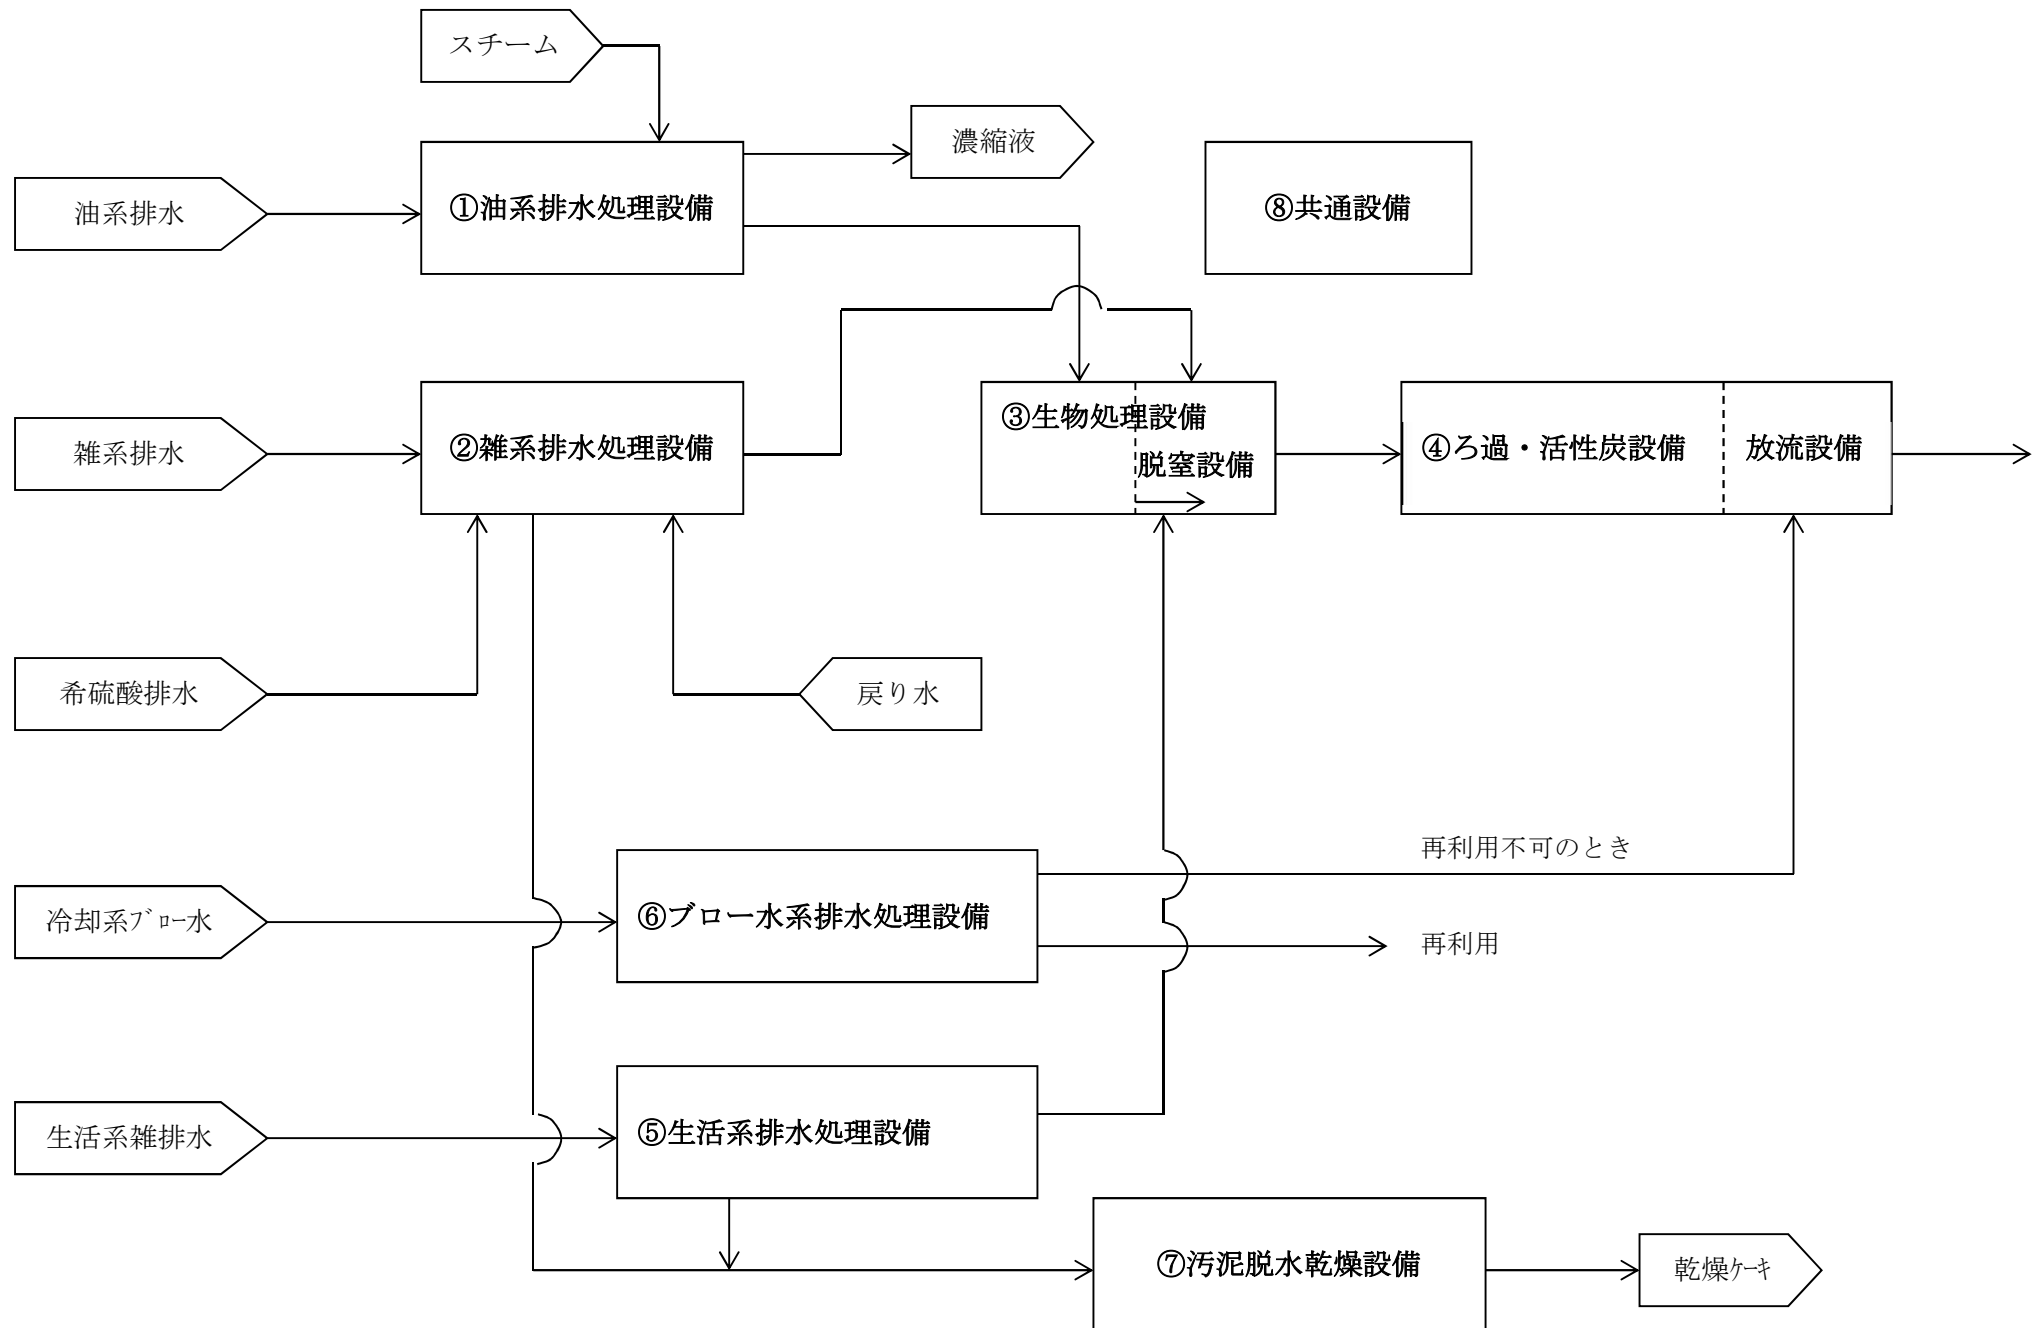 スチーム
濃縮液
油系排水
①油系排水処理設備
⑧共通設備
雑系排水
②雑系排水処理設備
③生物処理設備
脱窒設備
④ろ過・活性炭設備
放流設備
希硫酸排水
戻り水
再利用不可のとき
冷却系ﾌﾞﾛｰ水
⑥ブロー水系排水処理設備
再利用
生活系雑排水
⑤生活系排水処理設備
⑦汚泥脱水乾燥設備
乾燥ｹｰｷ